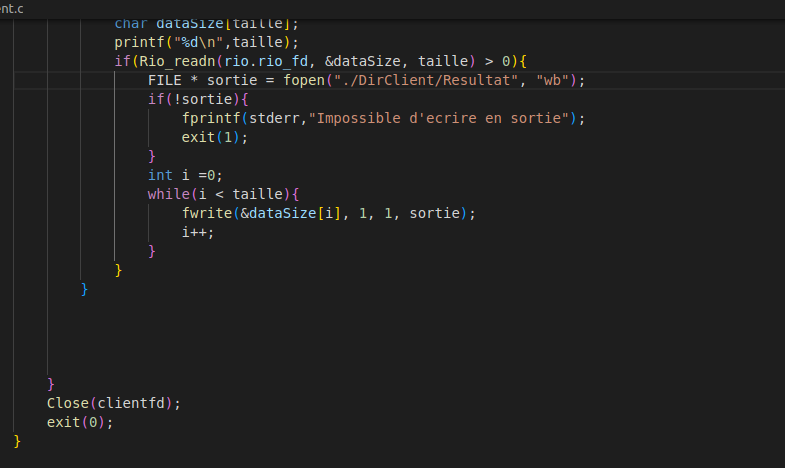 nt.c
char dataSize[taille];
printf("%d\n",taille);
if(Rio_readn(rio.rio_fd, &dataSize, taille) > 0){
FILE * sortie = fopen("./DirClient/Resultat", "wb");
if(!sortie){
fprintf(stderr,"Impossible d'ecrire en sortie");
exit(1);
}
int i =0;
while(i < taille){
fwrite(&dataSize[i], 1, 1, sortie);
i++;
}
}
}
}
Close(clientfd);
exit(0);
}